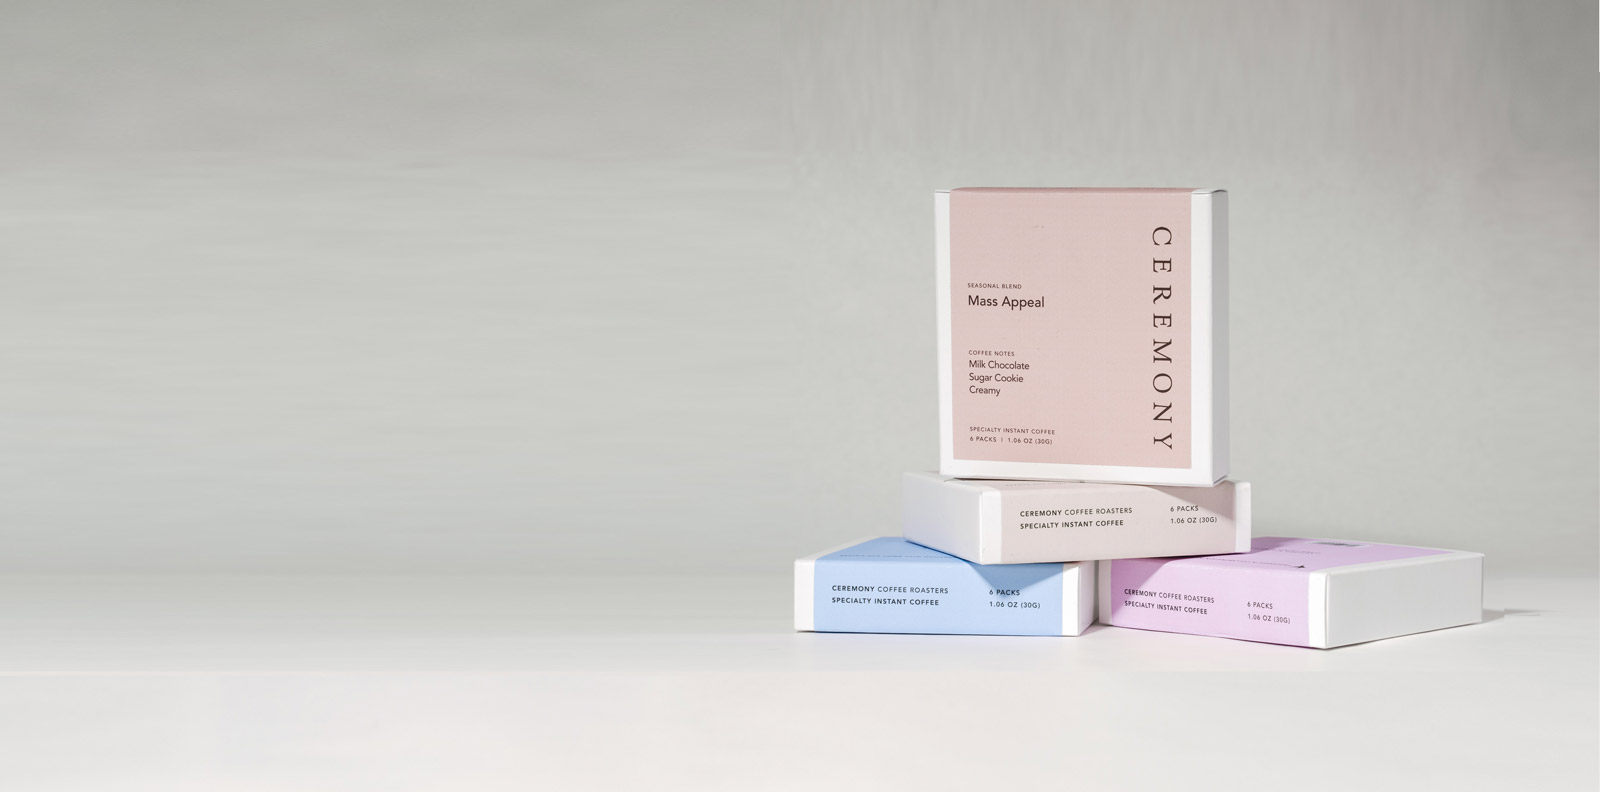 CEREMONY
SEASONAL BLEND
Mass Appeal
COFFEE NOTES
Milk Chocolate
Sugar Cookie
Creamy
SPECIALTY INSTANT COFFEE
6 PACKS | 1.06 OZ (30G)
CEREMONY COFFEE ROASTERS
SPECIALTY INSTANT COFFEE
6 PACKS
1.06 OZ (30G)
CEREMONY COFFEE ROASTERS
SPECIALTY INSTANT COFFEE
6 PACKS
1.06 OZ (30G)
CEREMONY COFFEE ROASTERS
SPECIALTY INSTANT COFFEE
6 PACKS
1.06 OZ (30G)